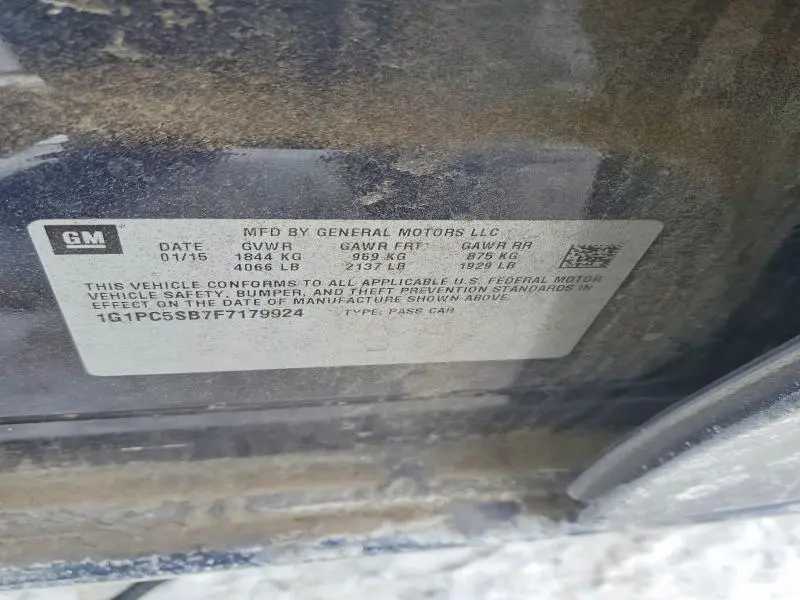 GM
MFD BY GENERAL MOTORS LLC
DATE GVWR GAWR FRT GAWR RR
01/15 1844 KG 969 KG 875 KG
4066 LB 2137 LB 1929 LB
THIS VEHICLE CONFORMS TO ALL APPLICABLE U.S. FEDERAL MOTOR
VEHICLE SAFETY, BUMPER, AND THEFT PREVENTION STANDARDS IN
EFFECT ON THE DATE OF MANUFACTURE SHOWN ABOVE.
1G1PC5SB7F7179924 TYPE: PASS CAR